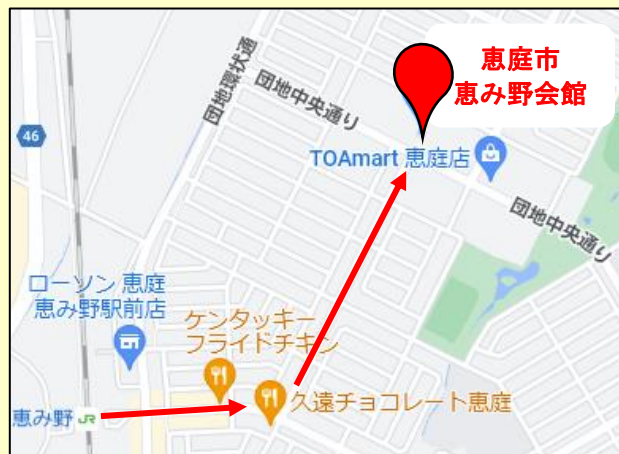 恵庭市
恵み野会館
団地環状通
団地中央通り
46
TOAmart 恵庭店
団地中央通り
ローソン 恵庭
恵み野駅前店
ケンタッキー
フライドチキン
恵み野 JR
久遠チョコレート恵庭